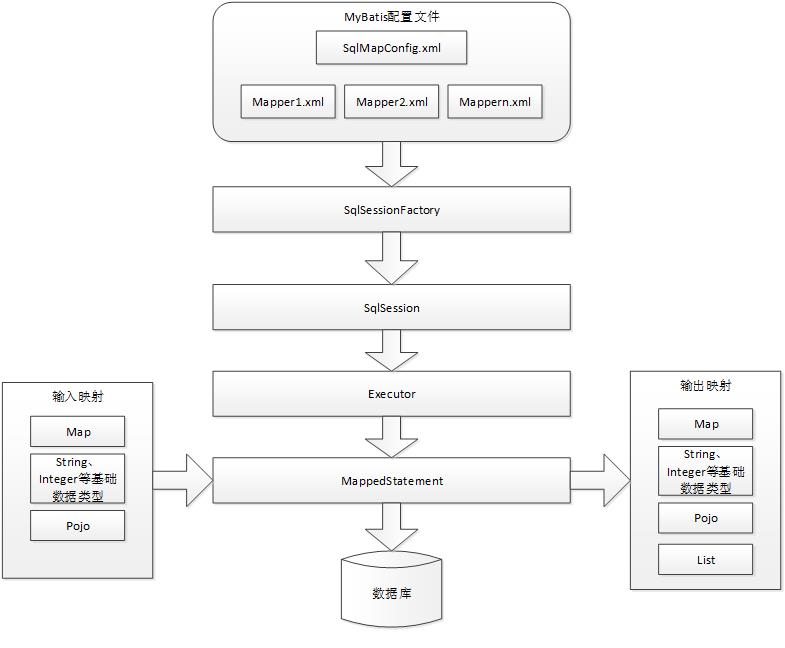 MyBatis配置文件
SqlMapConfig.xml
Mapper1.xml
Mapper2.xml
Mappern.xml
SqlSessionFactory
SqlSession
Executor
输入映射
Map
String、
Integer等基础
数据类型
Pojo
MappedStatement
输出映射
Map
String、
Integer等基础
数据类型
Pojo
List
数据库